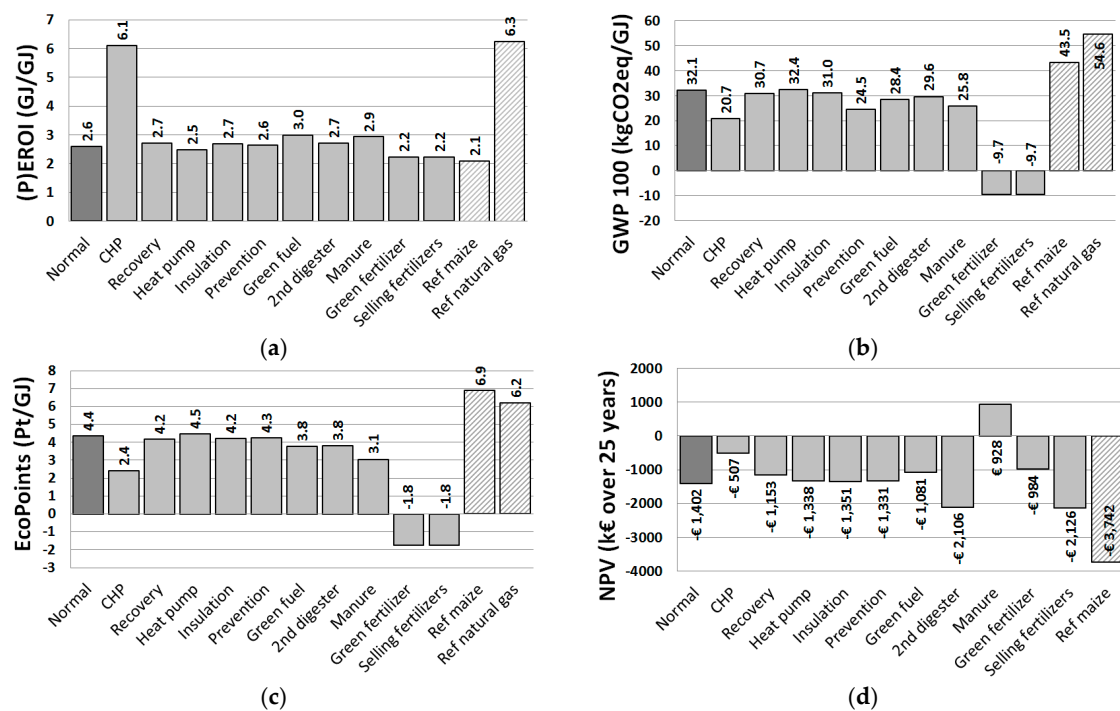 (P)EROI (GJ/GJ)
7
6
5
4
3
2
1
0
2.6
6.1
2.7
2.5
2.7
2.6
3.0
2.7
2.9
2.2
2.2
2.1
6.3
Normal
CHP
Recovery
Heat pump
Insulation
Prevention
Green fuel
2nd digester
Manure
Green fertilizer
Selling fertilizers
Ref maize
Ref natural gas
(a)
GWP 100 (kgCO2eq/GJ)
60
50
40
30
20
10
0
-10
-20
32.1
20.7
30.7
32.4
31.0
24.5
28.4
29.6
25.8
-9.7
-9.7
43.5
54.6
Normal
CHP
Recovery
Heat pump
Insulation
Prevention
Green fuel
2nd digester
Manure
Green fertilizer
Selling fertilizers
Ref maize
Ref natural gas
(b)
EcoPoints (Pt/GJ)
8
7
6
5
4
3
2
1
0
-1
-2
-3
4.4
2.4
4.2
4.5
4.2
4.3
3.8
3.8
3.1
-1.8
-1.8
6.9
6.2
Normal
CHP
Recovery
Heat pump
Insulation
Prevention
Green fuel
2nd digester
Manure
Green fertilizer
Selling fertilizers
Ref maize
Ref natural gas
(c)
NPV (k€ over 25 years)
2000
1000
0
-1000
-2000
-3000
-4000
-€ 1,402
-€ 507
-€ 1,153
-€ 1,338
-€ 1,351
-€ 1,331
-€ 1,081
-€ 2,106
€ 928
-€ 984
-€ 2,126
-€ 3,742
Normal
CHP
Recovery
Heat pump
Insulation
Prevention
Green fuel
2nd digester
Manure
Green fertilizer
Selling fertilizers
Ref maize
(d)